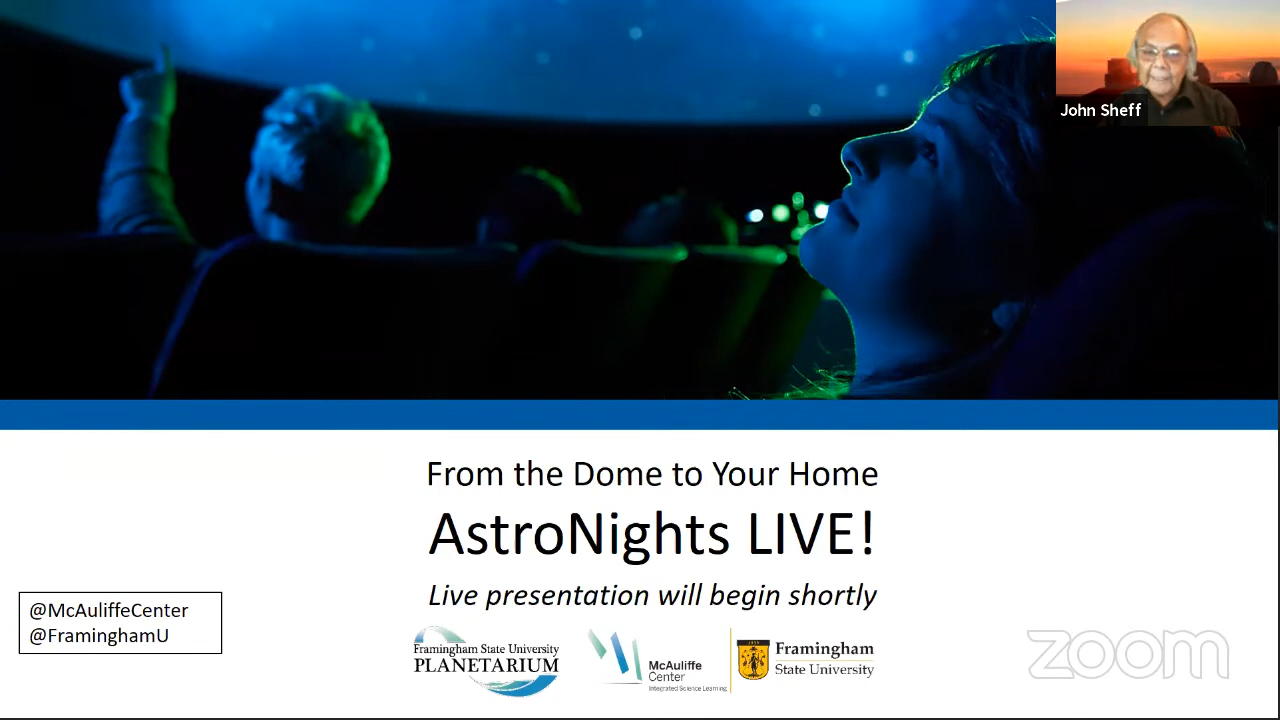 John Sheff
From the Dome to Your Home
AstroNights LIVE!
Live presentation will begin shortly
@McAuliffeCenter
@FraminghamU
Framingham State University
PLANETARIUM
McAuliffe
Center
Integrated Science Learning
Framingham
State University
zoom